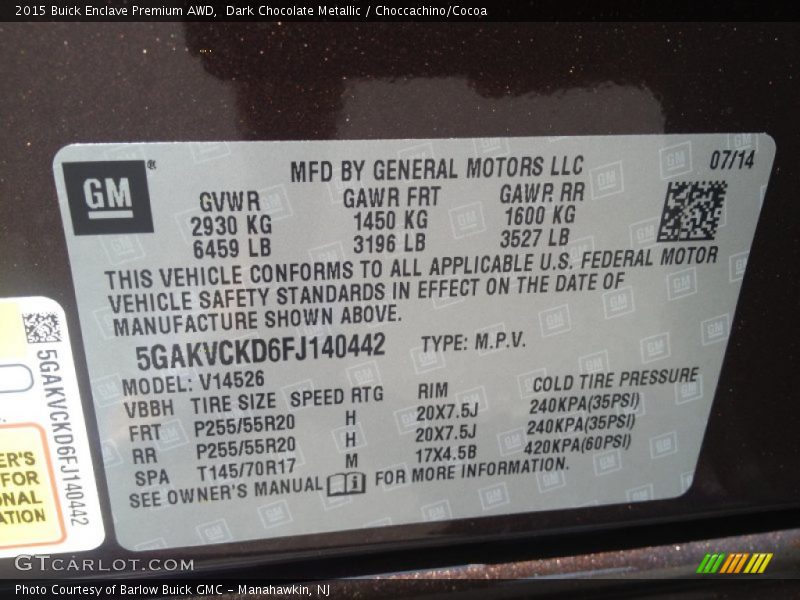 2015 Buick Enclave Premium AWD, Dark Chocolate Metallic / Choccachino/Cocoa
GM ®
MFD BY GENERAL MOTORS LLC 07/14
GVWR GAWR FRT GAWR RR
2930 KG 1450 KG 1600 KG
6459 LB 3196 LB 3527 LB
THIS VEHICLE CONFORMS TO ALL APPLICABLE U.S. FEDERAL MOTOR
VEHICLE SAFETY STANDARDS IN EFFECT ON THE DATE OF
MANUFACTURE SHOWN ABOVE.
5GAKVCKD6FJ140442 TYPE: M.P.V.
MODEL: V14526
VBBH TIRE SIZE SPEED RTG RIM COLD TIRE PRESSURE
FRT P255/55R20 H 20X7.5J 240KPA(35PSI)
RR P255/55R20 H 20X7.5J 240KPA(35PSI)
SPA T145/70R17 M 17X4.5B 420KPA(60PSI)
SEE OWNER'S MANUAL i FOR MORE INFORMATION.
5GAKVCKD6FJ140442
ER'S
FOR
ONAL
ATION
GTCarLot.com
Photo Courtesy of Barlow Buick GMC - Manahawkin, NJ